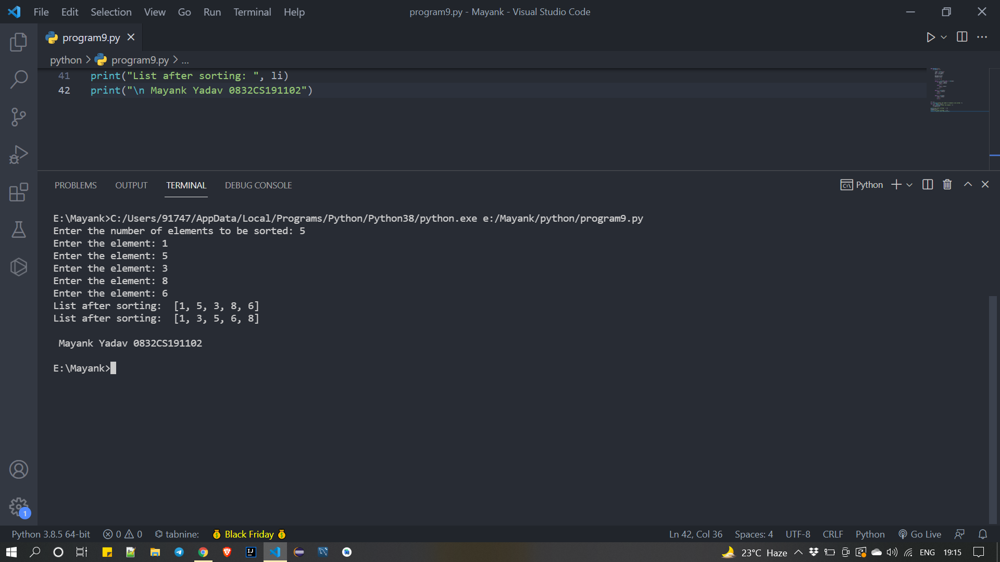 File Edit Selection View Go Run Terminal Help
program9.py - Mayank - Visual Studio Code
program9.py
python > program9.py > ...
41 print("List after sorting: ", li)
42 print("\n Mayank Yadav 0832CS191102")
PROBLEMS OUTPUT TERMINAL DEBUG CONSOLE
Python
E:\Mayank>C:/Users/91747/AppData/Local/Programs/Python/Python38/python.exe e:/Mayank/python/program9.py
Enter the number of elements to be sorted: 5
Enter the element: 1
Enter the element: 5
Enter the element: 3
Enter the element: 8
Enter the element: 6
List after sorting:  [1, 5, 3, 8, 6]
List after sorting:  [1, 3, 5, 6, 8]
Mayank Yadav 0832CS191102
E:\Mayank>
1
Python 3.8.5 64-bit 0 0 tabnine: Black Friday Ln 42, Col 36 Spaces: 4 UTF-8 CRLF Python Go Live
23°C Haze ENG 19:15